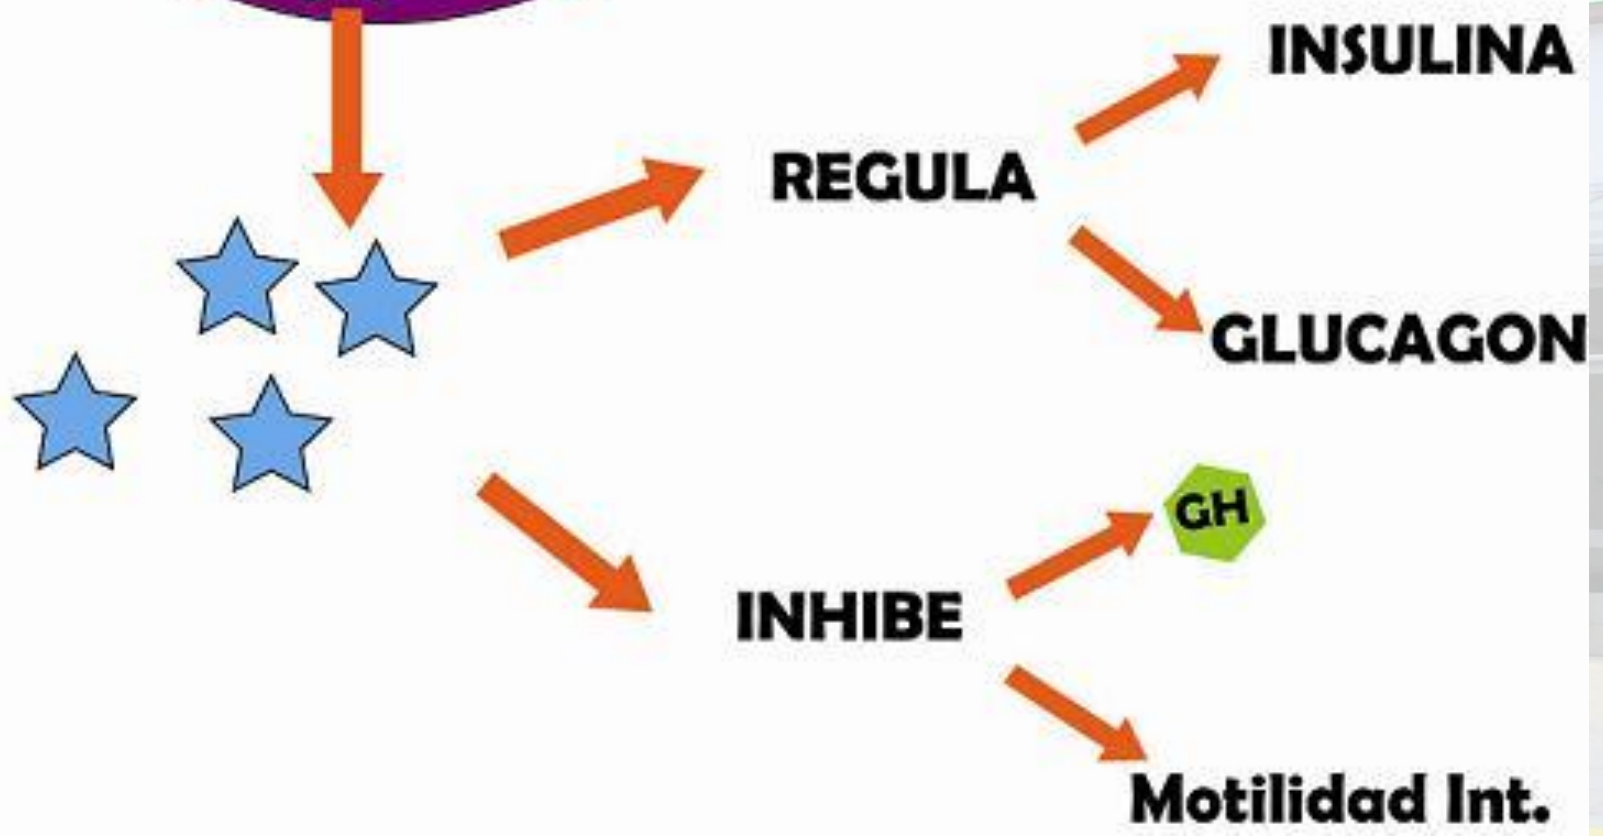 INSULINA
REGULA
GLUCAGON
GH
INHIBE
Motilidad Int.